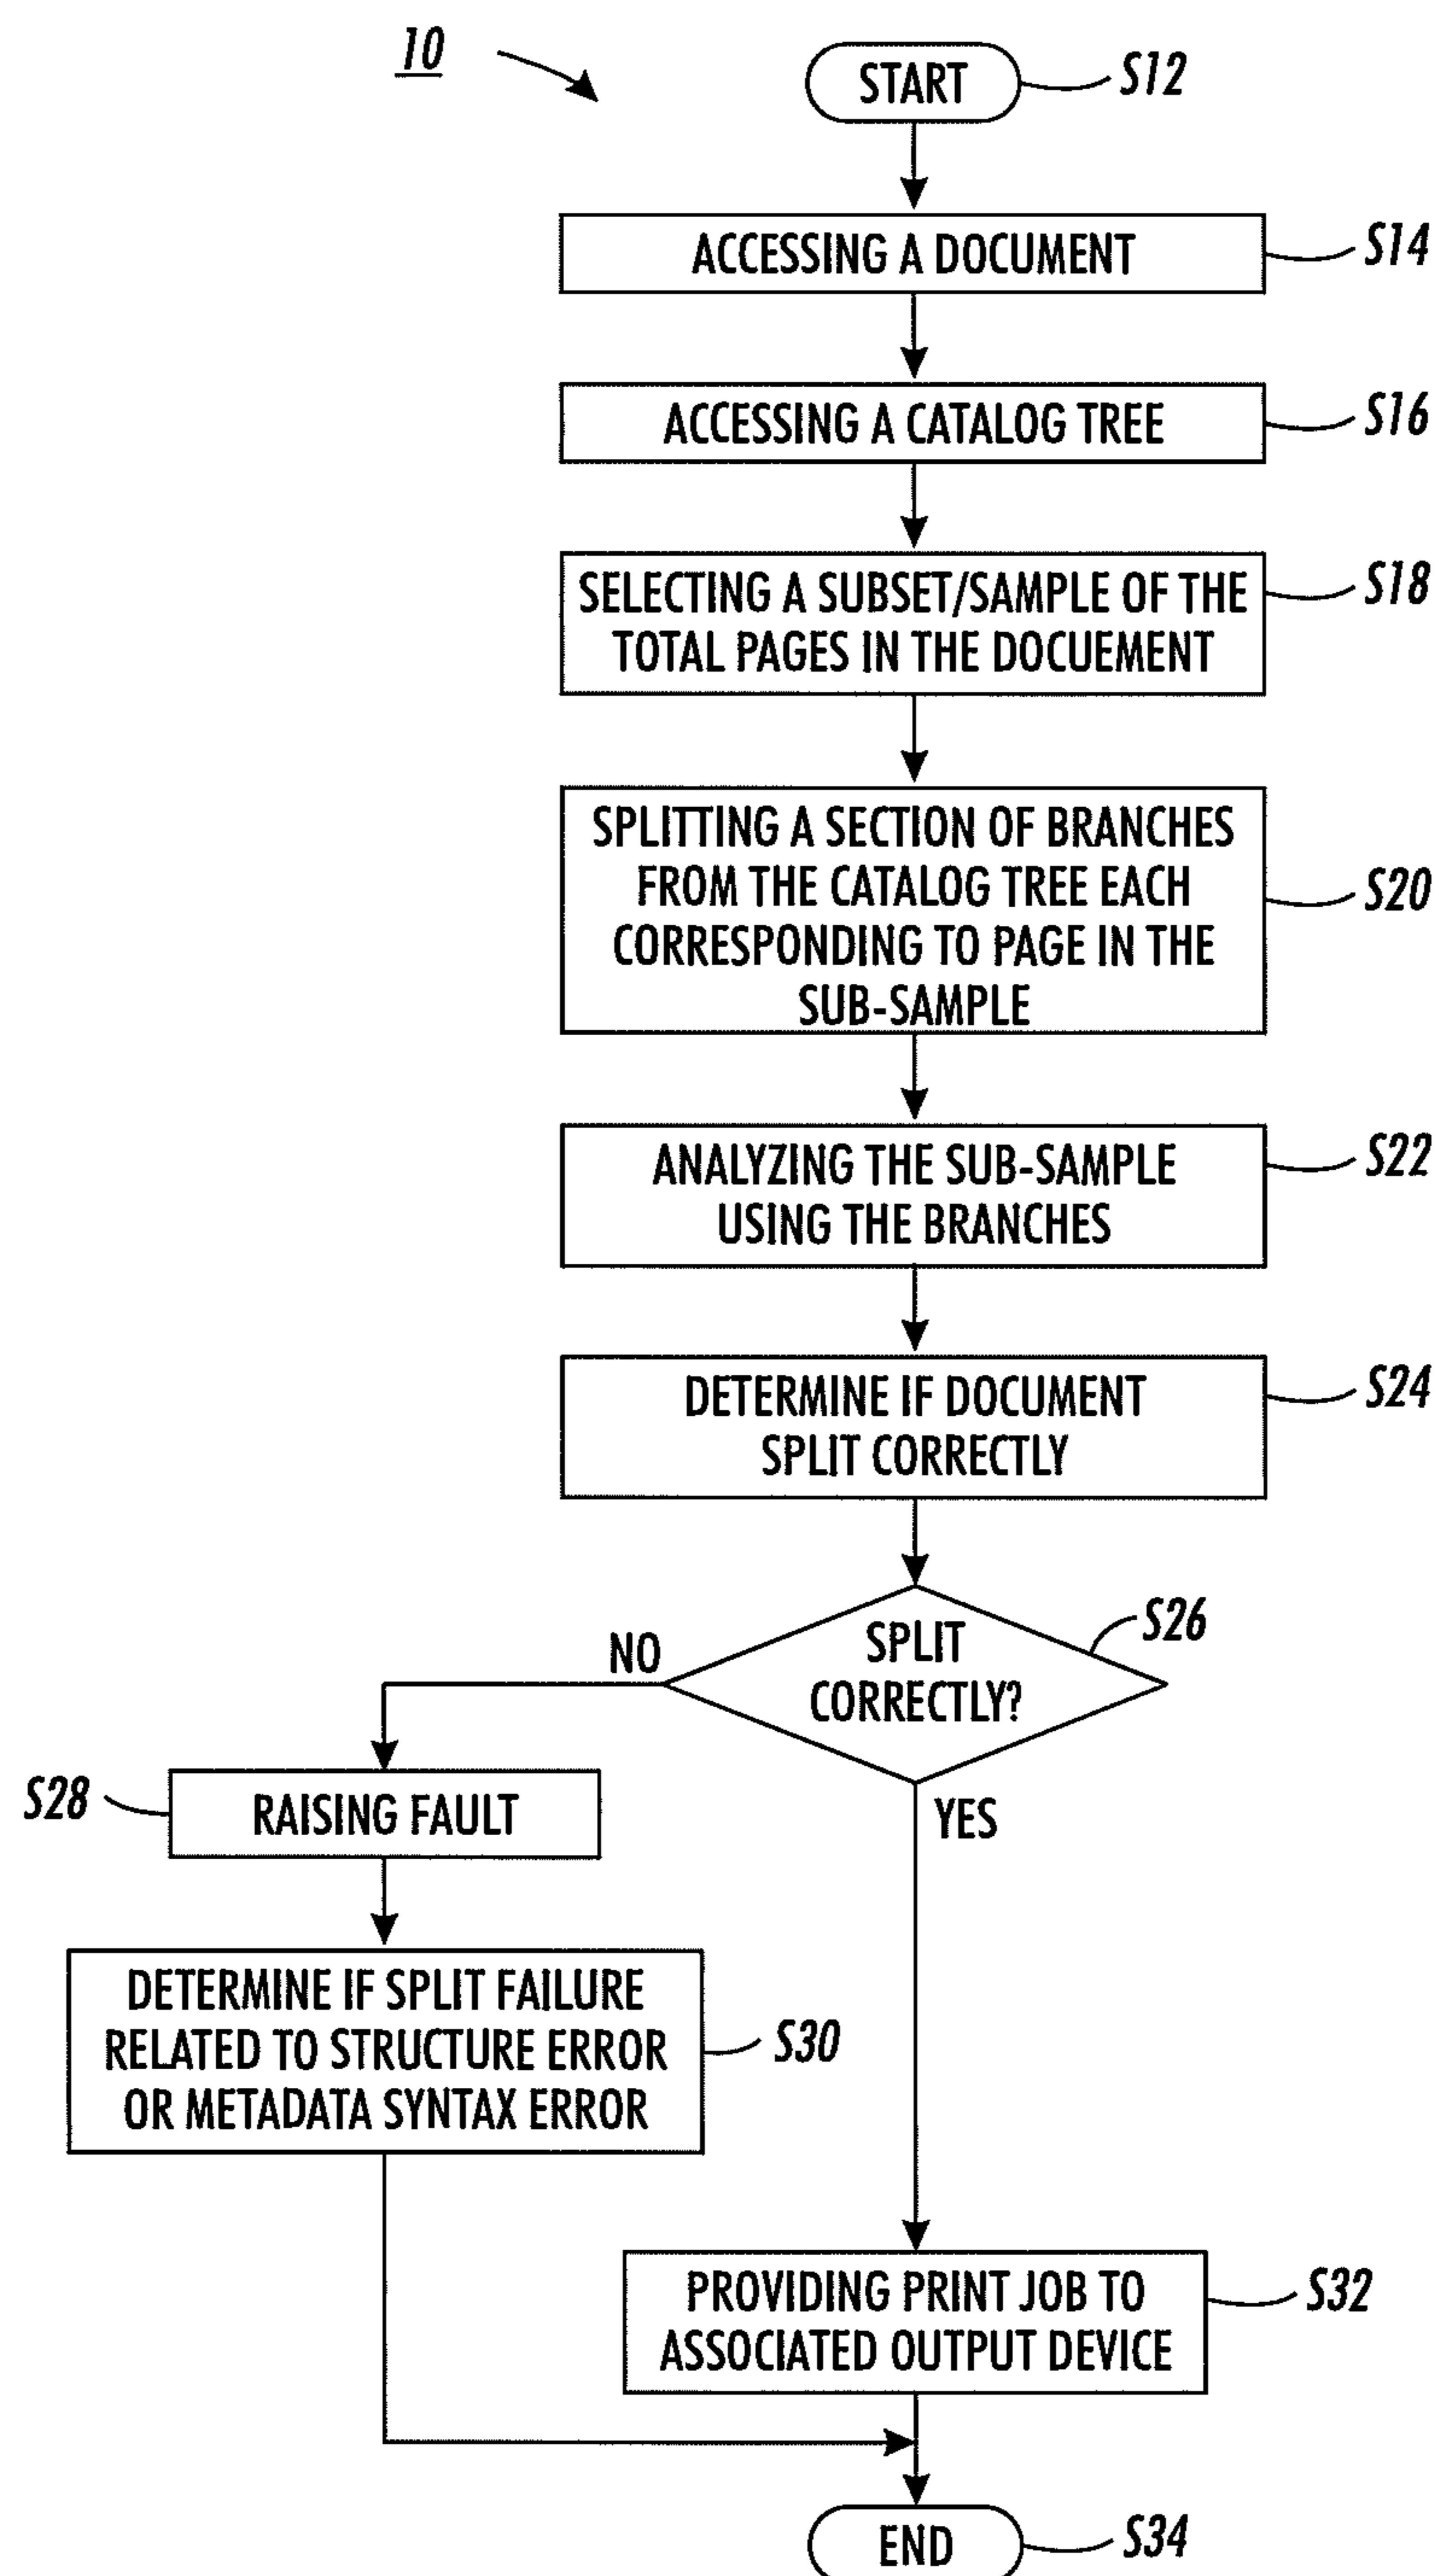 10
START
S12
ACCESSING A DOCUMENT
S14
ACCESSING A CATALOG TREE
S16
SELECTING A SUBSET/SAMPLE OF THE
TOTAL PAGES IN THE DOCUEMENT
S18
SPLITTING A SECTION OF BRANCHES
FROM THE CATALOG TREE EACH
CORRESPONDING TO PAGE IN THE
SUB-SAMPLE
S20
ANALYZING THE SUB-SAMPLE
USING THE BRANCHES
S22
DETERMINE IF DOCUMENT
SPLIT CORRECTLY
S24
SPLIT
CORRECTLY?
S26
NO
YES
S28
RAISING FAULT
DETERMINE IF SPLIT FAILURE
RELATED TO STRUCTURE ERROR
OR METADATA SYNTAX ERROR
S30
PROVIDING PRINT JOB TO
ASSOCIATED OUTPUT DEVICE
S32
END
S34